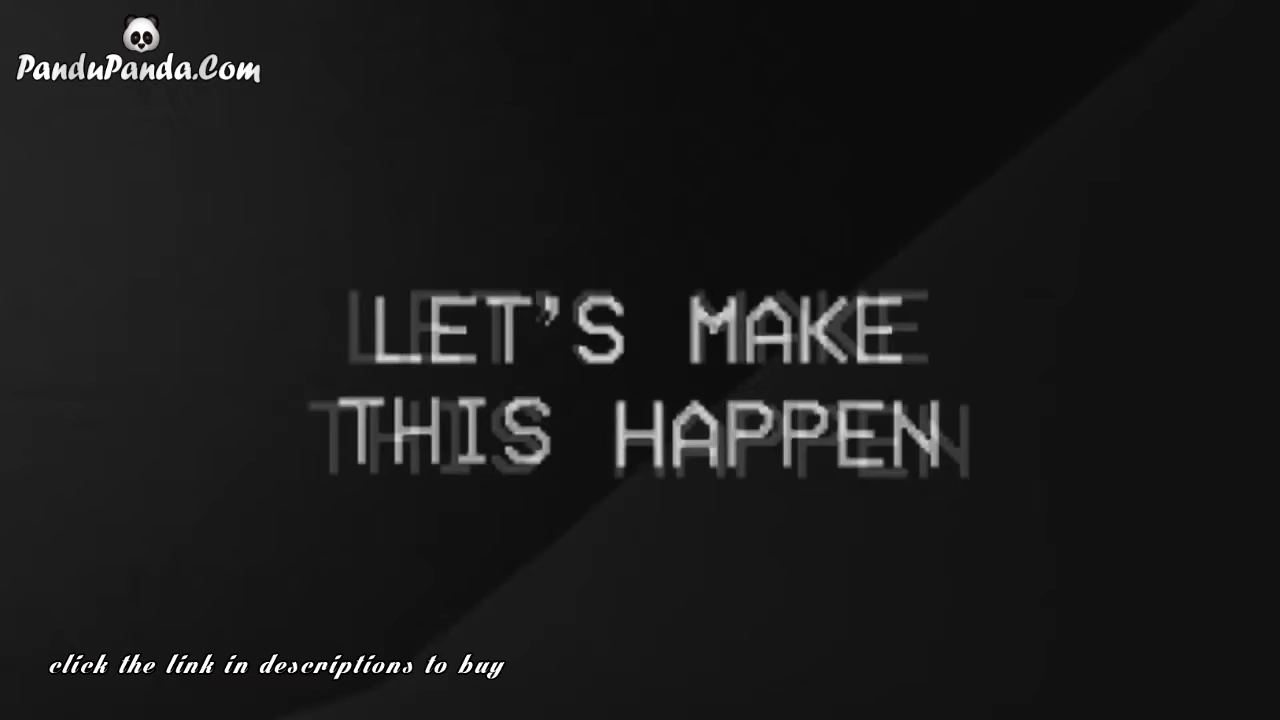 PanduPanda.Com
LET'S MAKE
THIS HAPPEN
click the link in descriptions to buy